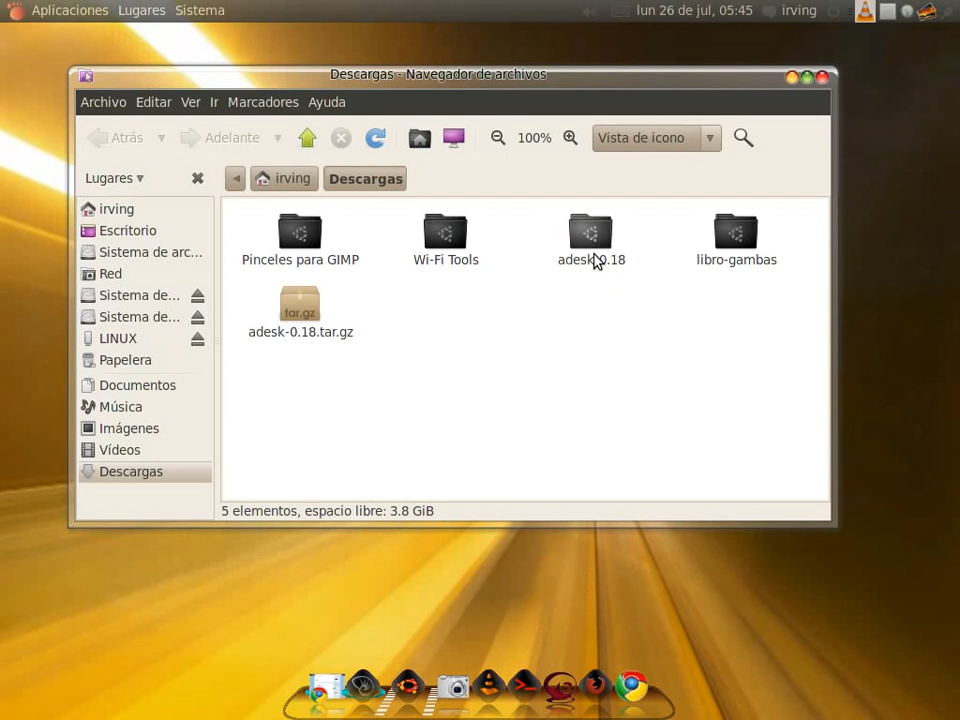 Aplicaciones Lugares Sistema lun 26 de jul, 05:45 irving
Descargas - Navegador de archivos
Archivo Editar Ver Ir Marcadores Ayuda
Atrás Adelante 100% Vista de icono
Lugares irving Descargas
irving
Escritorio
Sistema de arc...
Red
Sistema de...
Sistema de...
LINUX
Papelera
Documentos
Música
Imágenes
Vídeos
Descargas
Pinceles para GIMP Wi-Fi Tools adesk-0.18 libro-gambas
tar.gz
adesk-0.18.tar.gz
5 elementos, espacio libre: 3.8 GiB